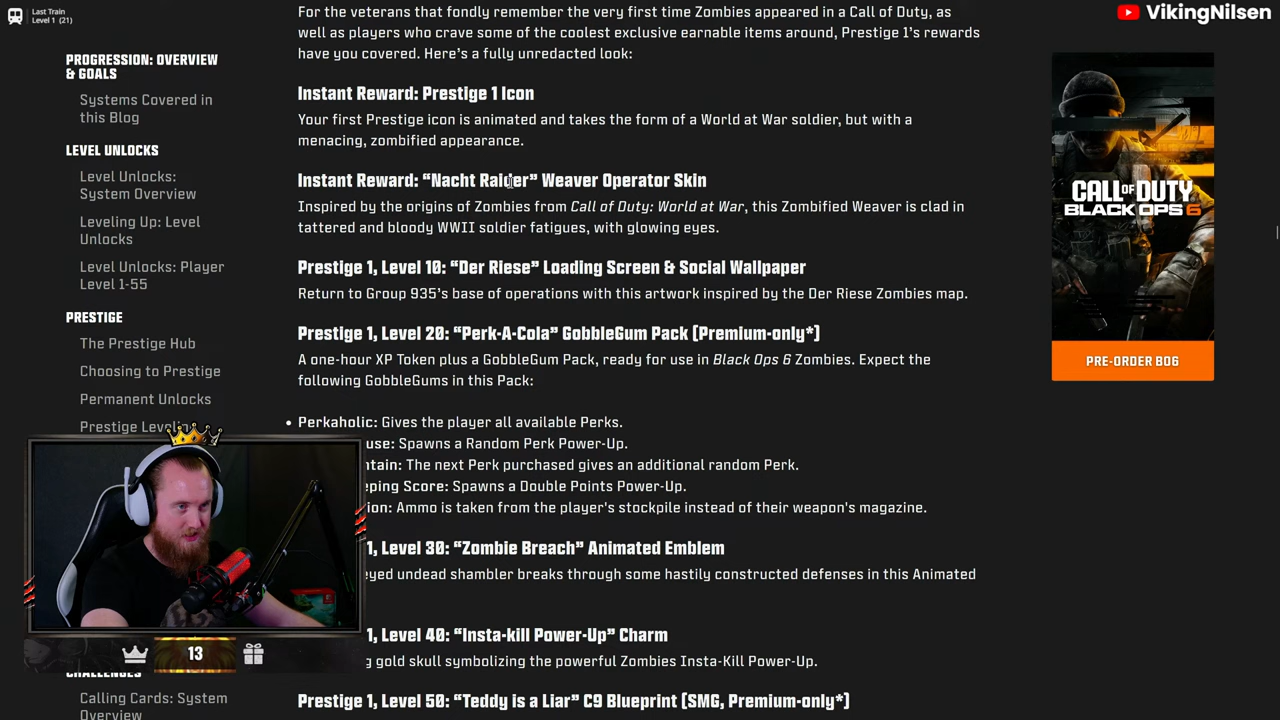 Last Train
Level 1 (21)
VikingNilsen
PROGRESSION: OVERVIEW
& GOALS
Systems Covered in
this Blog
LEVEL UNLOCKS
Level Unlocks:
System Overview
Leveling Up: Level
Unlocks
Level Unlocks: Player
Level 1-55
PRESTIGE
The Prestige Hub
Choosing to Prestige
Permanent Unlocks
Prestige
13
Calling Cards: System
Overview
For the veterans that fondly remember the very first time Zombies appeared in a Call of Duty, as
well as players who crave some of the coolest exclusive earnable items around, Prestige 1’s rewards
have you covered. Here’s a fully unredacted look:
Instant Reward: Prestige 1 Icon
Your first Prestige icon is animated and takes the form of a World at War soldier, but with a
menacing, zombified appearance.
Instant Reward: “Nacht Raider” Weaver Operator Skin
Inspired by the origins of Zombies from Call of Duty: World at War, this Zombified Weaver is clad in
tattered and bloody WWII soldier fatigues, with glowing eyes.
Prestige 1, Level 10: “Der Riese” Loading Screen & Social Wallpaper
Return to Group 935’s base of operations with this artwork inspired by the Der Riese Zombies map.
Prestige 1, Level 20: “Perk-A-Cola” GobbleGum Pack (Premium-only*)
A one-hour XP Token plus a GobbleGum Pack, ready for use in Black Ops 6 Zombies. Expect the
following GobbleGums in this Pack:
• Perkaholic: Gives the player all available Perks.
use: Spawns a Random Perk Power-Up.
ntain: The next Perk purchased gives an additional random Perk.
eping Score: Spawns a Double Points Power-Up.
ion: Ammo is taken from the player's stockpile instead of their weapon's magazine.
1, Level 30: “Zombie Breach” Animated Emblem
eyed undead shambler breaks through some hastily constructed defenses in this Animated
1, Level 40: “Insta-kill Power-Up” Charm
g gold skull symbolizing the powerful Zombies Insta-Kill Power-Up.
Prestige 1, Level 50: “Teddy is a Liar” C9 Blueprint (SMG, Premium-only*)
CALL OF DUTY
BLACK OPS 6
PRE-ORDER BO6